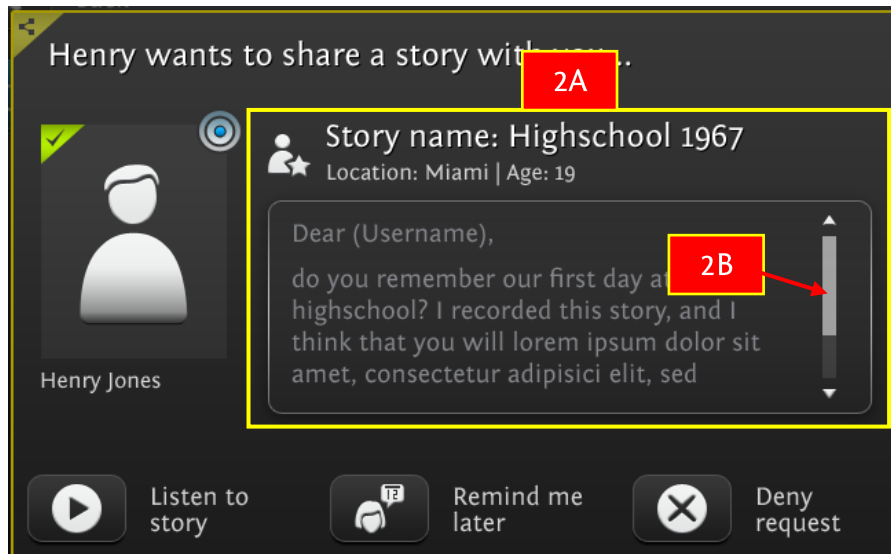 Henry wants to share a story with ...
2A
Story name: Highschool 1967
Location: Miami | Age: 19
Dear (Username),
do you remember our first day at
2B
highschool? I recorded this story, and I
think that you will lorem ipsum dolor sit
amet, consectetur adipisici elit, sed
Henry Jones
Listen to
story
Remind me
later
Deny
request